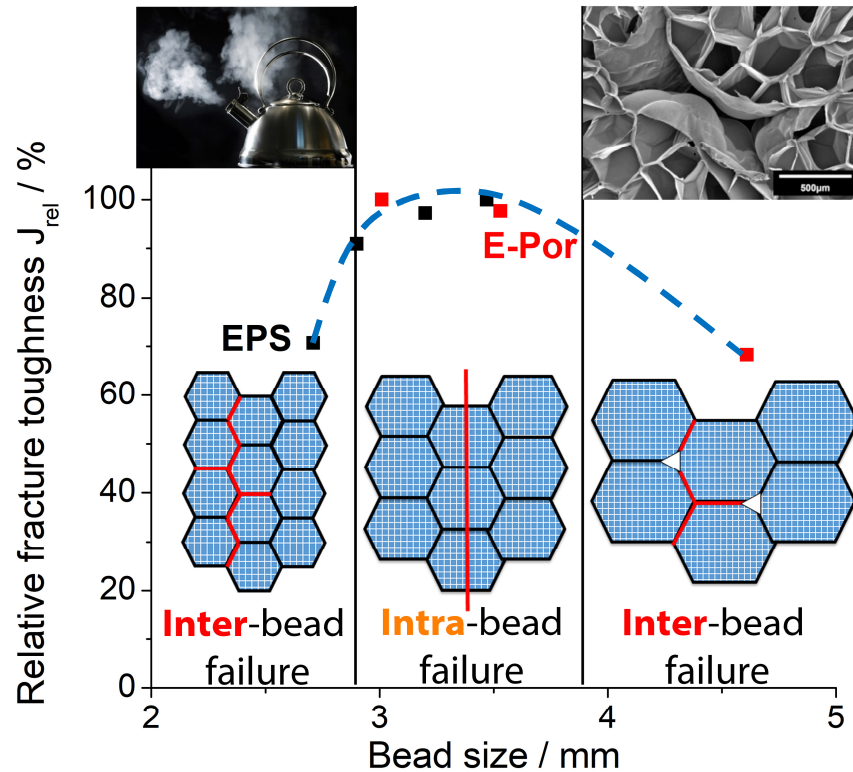 500μm
Relative fracture toughness J_rel / %
100
80
60
40
20
0
E-Por
EPS
Inter-bead
failure
Intra-bead
failure
Inter-bead
failure
2
3
4
5
Bead size / mm